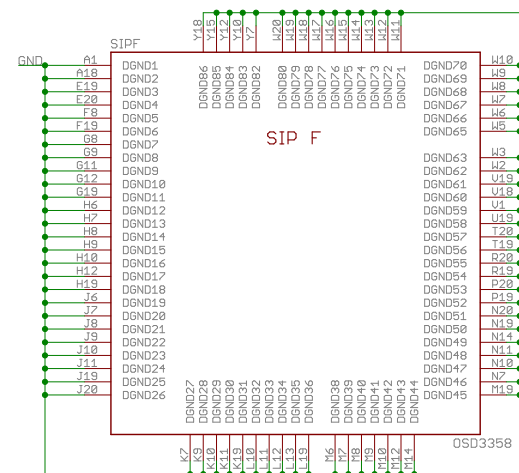 Y18
Y15
Y12
Y10
Y7
W20
W19
W18
W17
W16
W15
W14
W13
W12
W11
SIPF
GND
DGND86
DGND85
DGND84
DGND83
DGND82
DGND80
DGND79
DGND78
DGND77
DGND76
DGND75
DGND74
DGND73
DGND72
DGND71
SIP F
A1 DGND1
A18 DGND2
E19 DGND3
E20 DGND4
F8 DGND5
F19 DGND6
G8 DGND7
G9 DGND8
G11 DGND9
G12 DGND10
G19 DGND11
H6 DGND12
H7 DGND13
H8 DGND14
H9 DGND15
H10 DGND16
H12 DGND17
H19 DGND18
J6 DGND19
J7 DGND20
J8 DGND21
J9 DGND22
J10 DGND23
J11 DGND24
J19 DGND25
J20 DGND26
DGND70 W10
DGND69 W9
DGND68 W8
DGND67 W7
DGND66 W6
DGND65 W5
DGND63 W3
DGND62 W2
DGND61 V19
DGND60 V18
DGND59 V1
DGND58 U19
DGND57 T20
DGND56 T19
DGND55 R20
DGND54 R19
DGND53 P20
DGND52 P19
DGND51 N20
DGND50 N19
DGND49 N14
DGND48 N11
DGND47 N10
DGND46 N7
DGND45 M19
DGND27
DGND28
DGND29
DGND30
DGND31
DGND32
DGND33
DGND34
DGND35
DGND36
DGND38
DGND39
DGND40
DGND41
DGND42
DGND43
DGND44
OSD3358
K7
K9
K10
K11
K19
L10
L11
L12
L13
L19
M6
M7
M8
M9
M10
M12
M14